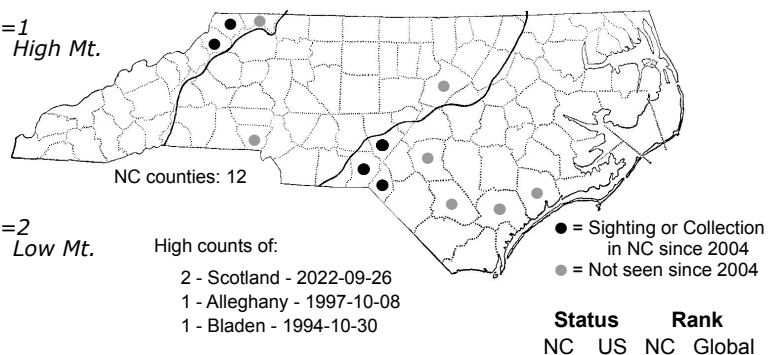 =1
High Mt.
NC counties: 12
=2
Low Mt.
High counts of:
2 - Scotland - 2022-09-26
1 - Alleghany - 1997-10-08
1 - Bladen - 1994-10-30
● = Sighting or Collection
in NC since 2004
● = Not seen since 2004
Status Rank
NC US NC Global